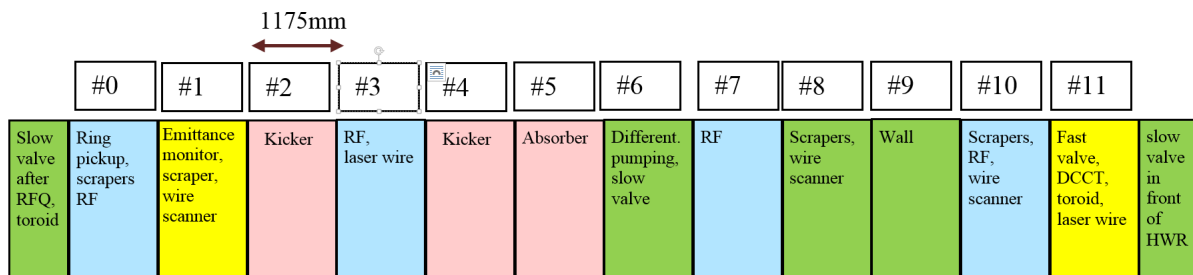 1175mm
#0
#1
#2
#3
#4
#5
#6
#7
#8
#9
#10
#11
Slow
valve
after
RFQ,
toroid
Ring
pickup,
scrapers
RF
Emittance
monitor,
scraper,
wire
scanner
Kicker
RF,
laser wire
Kicker
Absorber
Different.
pumping,
slow
valve
RF
Scrapers,
wire
scanner
Wall
Scrapers,
RF,
wire
scanner
Fast
valve,
DCCT,
toroid,
laser wire
slow
valve in
front
of
HWR